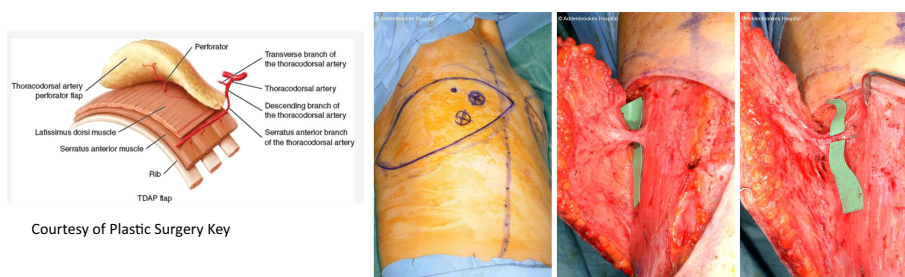 Perforator
Transverse branch of
the thoracodorsal artery
Thoracodorsal artery
perforator flap
Thoracodorsal artery
Descending branch of
the thoracodorsal artery
Latissimus dorsi muscle
Serratus anterior branch
of the thoracodorsal artery
Serratus anterior muscle
Rib
TDAP flap
Courtesy of Plastic Surgery Key
© Addenbrookes Hospital
© Addenbrookes Hospital
© Addenbrookes Hospital